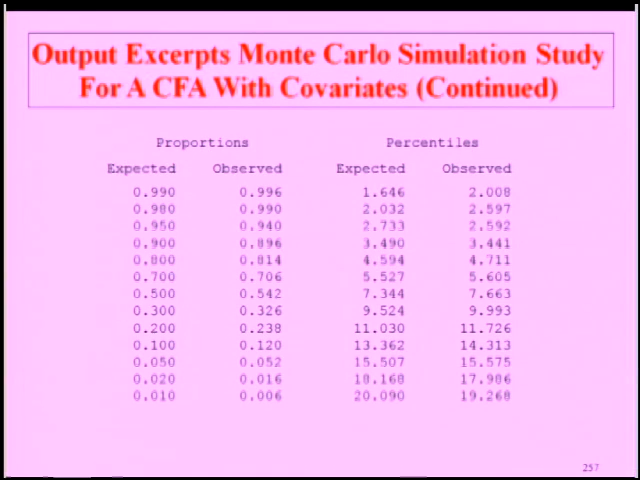 Output Excerpts Monte Carlo Simulation Study
For A CFA With Covariates (Continued)
Proportions Percentiles
Expected Observed Expected Observed
0.990 0.996 1.646 2.008
0.980 0.990 2.032 2.597
0.950 0.940 2.733 2.592
0.900 0.896 3.490 3.441
0.800 0.814 4.594 4.711
0.700 0.706 5.527 5.605
0.500 0.542 7.344 7.663
0.300 0.326 9.524 9.993
0.200 0.238 11.030 11.726
0.100 0.120 13.362 14.313
0.050 0.052 15.507 15.575
0.020 0.016 18.168 17.986
0.010 0.006 20.090 19.268
257